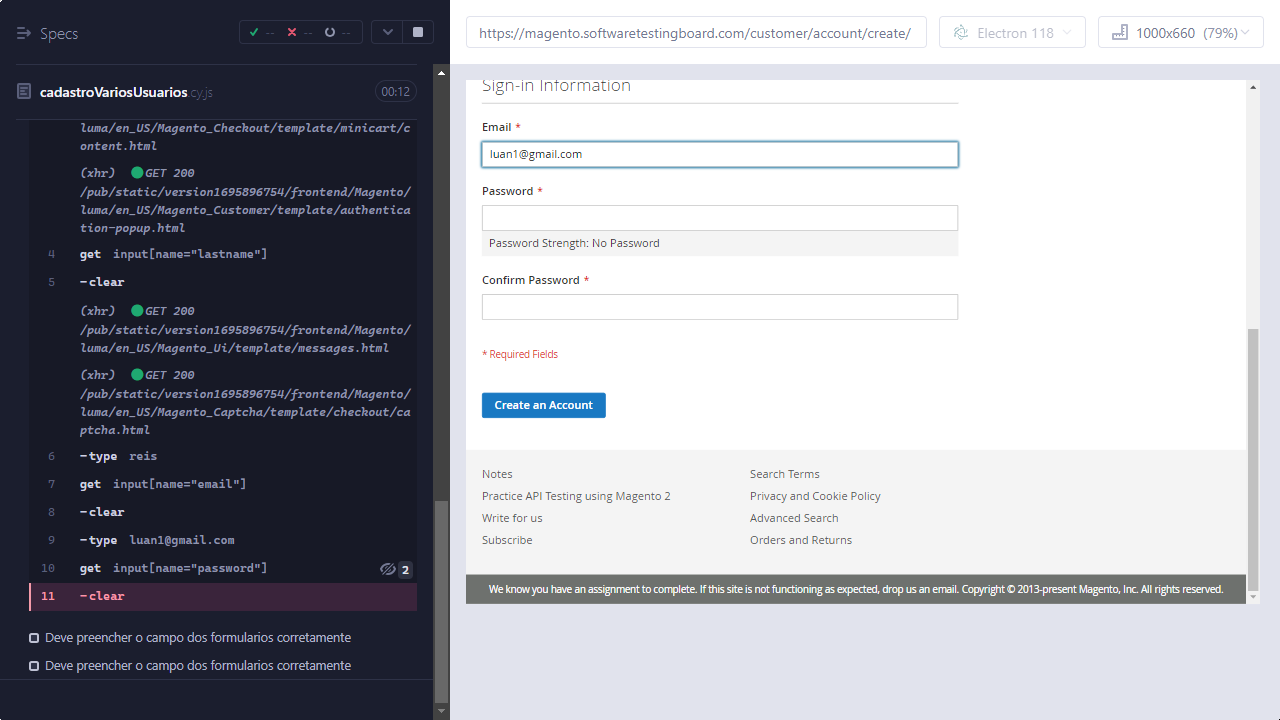 Specs
--
--
--
cadastroVariosUsuarios.cy.js
00:12
luma/en_US/Magento_Checkout/template/minicart/c
ontent.html
(xhr) GET 200
/pub/static/version1695896754/frontend/Magento/
luma/en_US/Magento_Customer/template/authentica
tion-popup.html
4 get input[name="lastname"]
5 -clear
(xhr) GET 200
/pub/static/version1695896754/frontend/Magento/
luma/en_US/Magento_Ui/template/messages.html
(xhr) GET 200
/pub/static/version1695896754/frontend/Magento/
luma/en_US/Magento_Captcha/template/checkout/ca
ptcha.html
6 -type reis
7 get input[name="email"]
8 -clear
9 -type luan1@gmail.com
10 get input[name="password"] 2
11 -clear
Deve preencher o campo dos formularios corretamente
Deve preencher o campo dos formularios corretamente
https://magento.softwaretestingboard.com/customer/account/create/
Electron 118
1000x660 (79%)
Sign-in Information
Email *
luan1@gmail.com
Password *
Password Strength: No Password
Confirm Password *
* Required Fields
Create an Account
Notes
Practice API Testing using Magento 2
Write for us
Subscribe
Search Terms
Privacy and Cookie Policy
Advanced Search
Orders and Returns
We know you have an assignment to complete. If this site is not functioning as expected, drop us an email. Copyright © 2013-present Magento, Inc. All rights reserved.